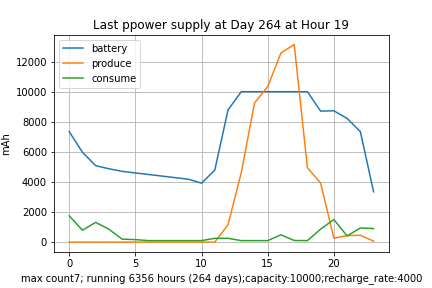 Last ppower supply at Day 264 at Hour 19
battery
produce
consume
mAh
12000
10000
8000
6000
4000
2000
0
0 5 10 15 20
max count7; running 6356 hours (264 days);capacity:10000;recharge_rate:4000